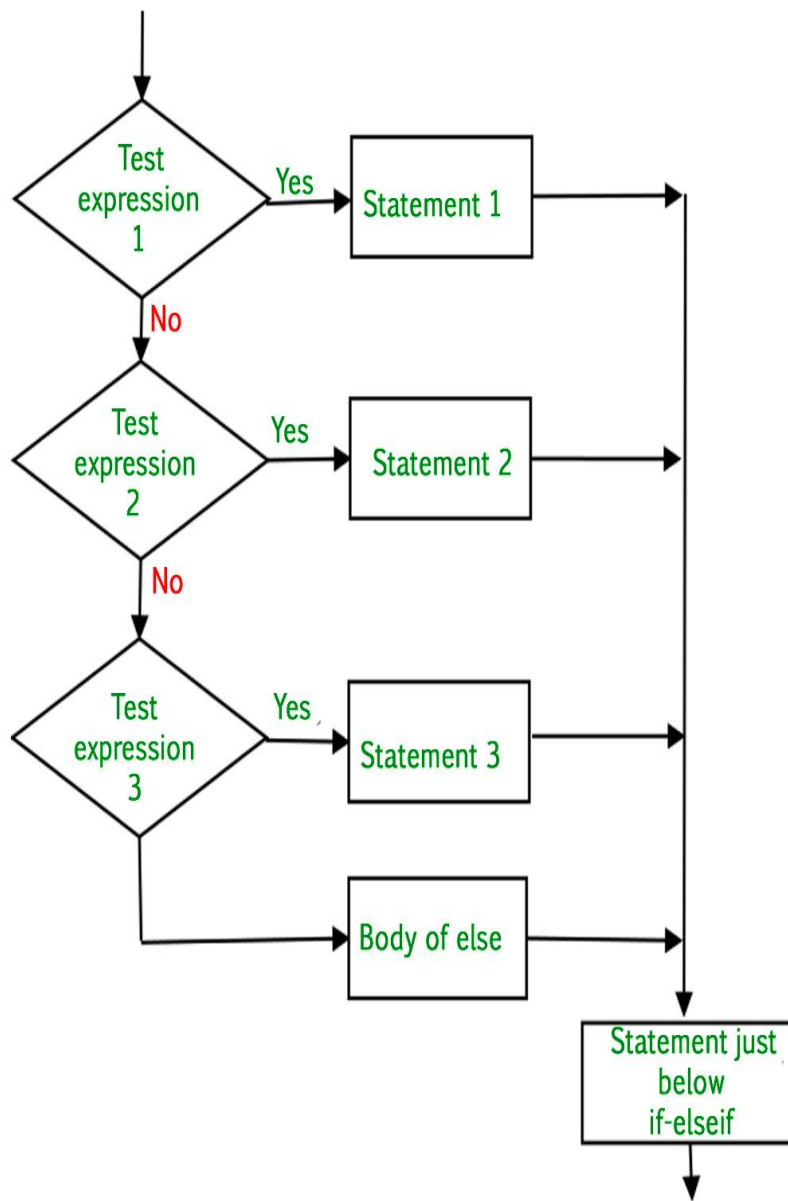 Test
expression
1
Yes
Statement 1
No
Test
expression
2
Yes
Statement 2
No
Test
expression
3
Yes
Statement 3
Body of else
Statement just
below
if-elseif